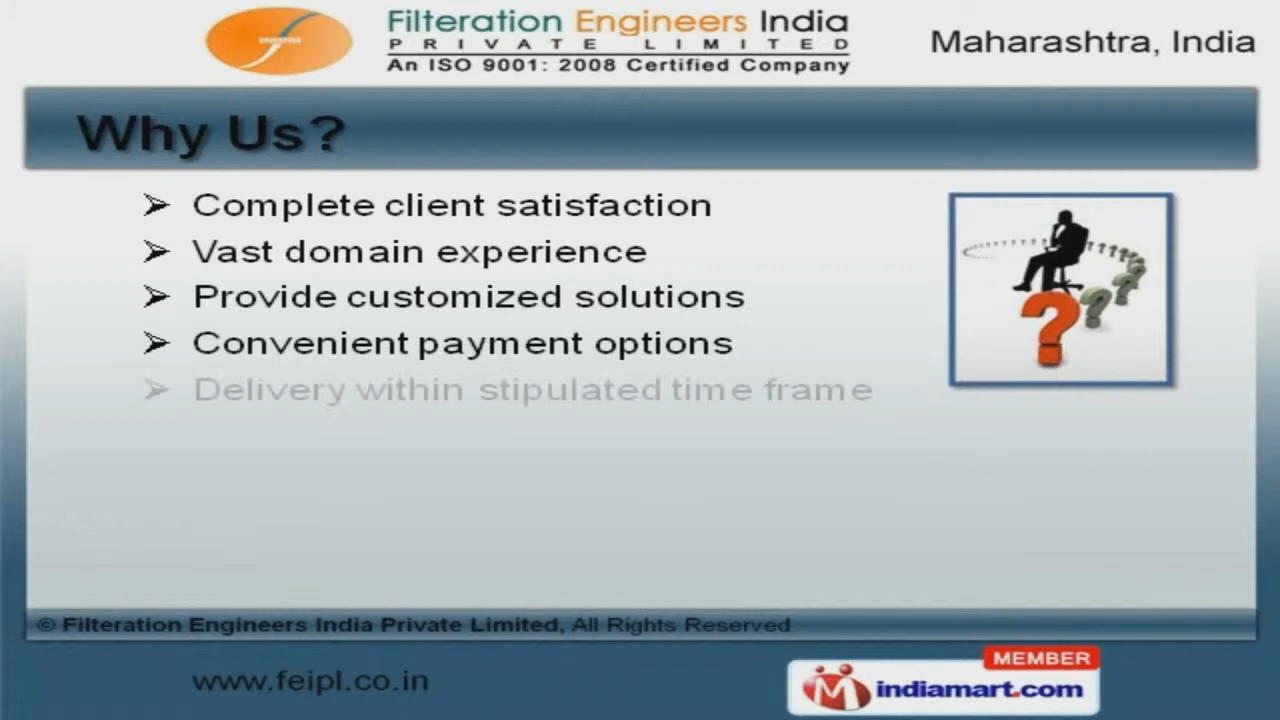 Filteration Engineers India
PRIVATE LIMITED
An ISO 9001: 2008 Certified Company
Maharashtra, India
Why Us?
➢ Complete client satisfaction
➢ Vast domain experience
➢ Provide customized solutions
➢ Convenient payment options
➢ Delivery within stipulated time frame
© Filteration Engineers India Private Limited, All Rights Reserved
www.feipl.co.in
MEMBER
indiamart.com